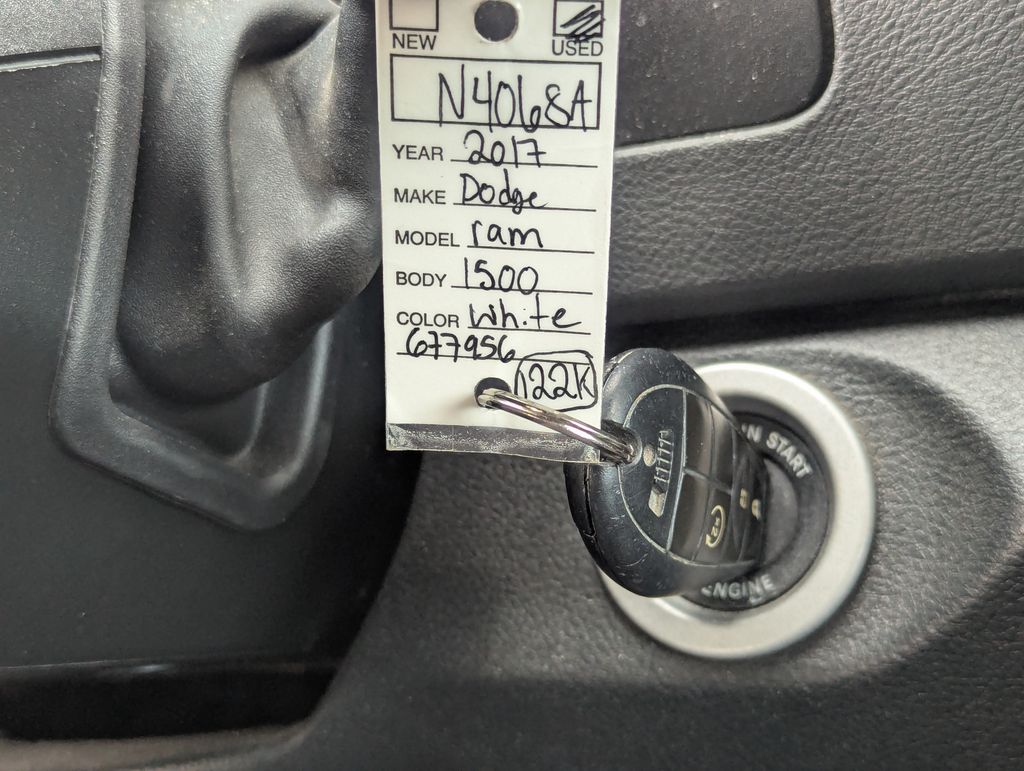 NEW USED
N4068A
YEAR 2017
MAKE Dodge
MODEL ram
BODY 1500
COLOR White
677956
122K
START
ENGINE